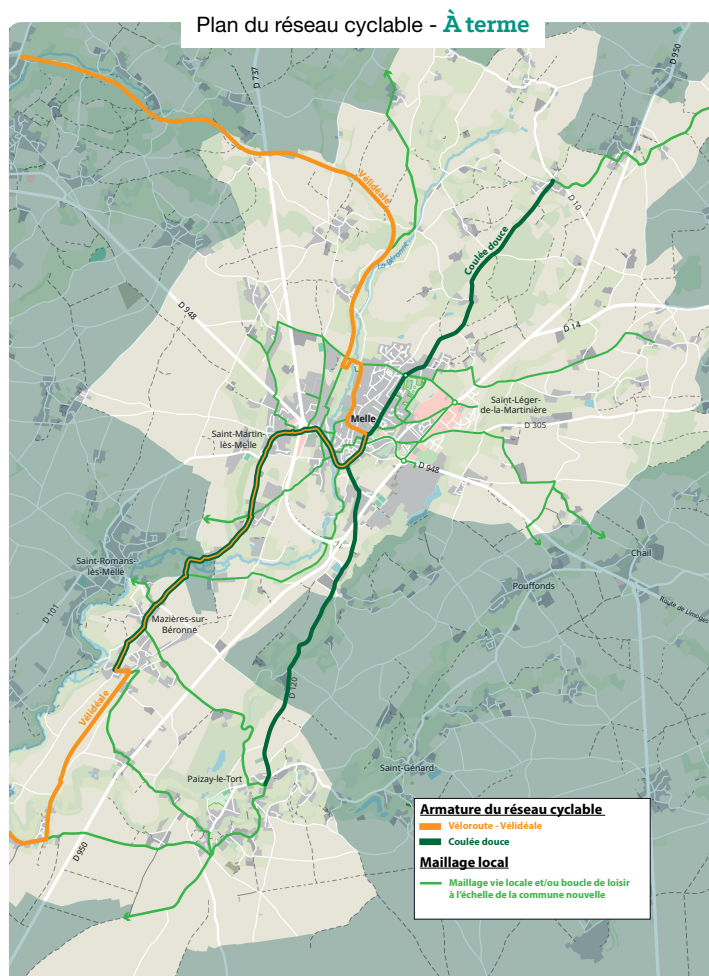 Plan du réseau cyclable - À terme
D 737
D 950
Vélidéale
D 10
La Béronne
Coulée douce
D 948
D 14
Saint-Léger-
de-la-Martinière
Melle
D 305
Saint-Martin-
lès-Melle
D 948
Saint-Romans-
lès-Melle
Chail
Pouffonds
Route de Limoges
D 101
Mazières-sur-
Béronne
D 120
Vélidéale
Saint-Génard
Paizay-le-Tort
D 950
Armature du réseau cyclable
Véloroute - Vélidéale
Coulée douce
Maillage local
Maillage vie locale et/ou boucle de loisir
à l'échelle de la commune nouvelle